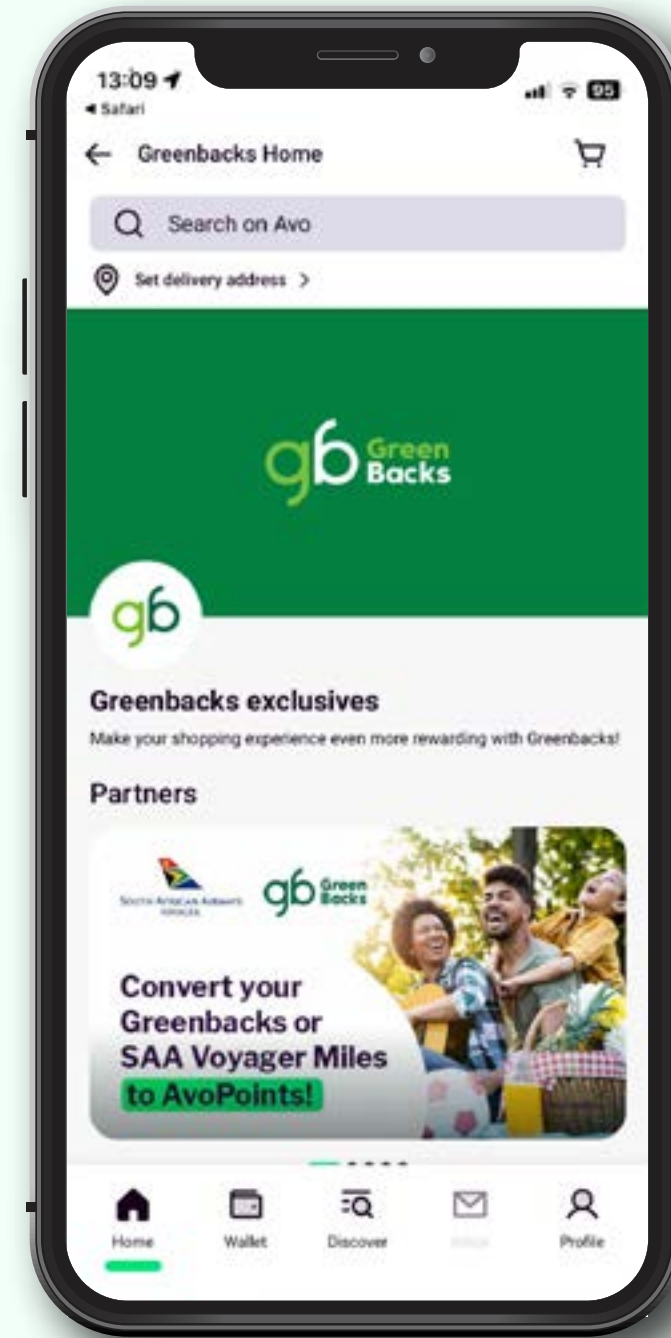 13:09
Safari
95
Greenbacks Home
Search on Avo
Set delivery address
gb Green
Backs
gb
Greenbacks exclusives
Make your shopping experience even more rewarding with Greenbacks!
Partners
SOUTH AFRICAN AIRWAYS
VOYAGER
gb Green
Backs
Convert your
Greenbacks or
SAA Voyager Miles
to AvoPoints!
Home
Wallet
Discover
Profile